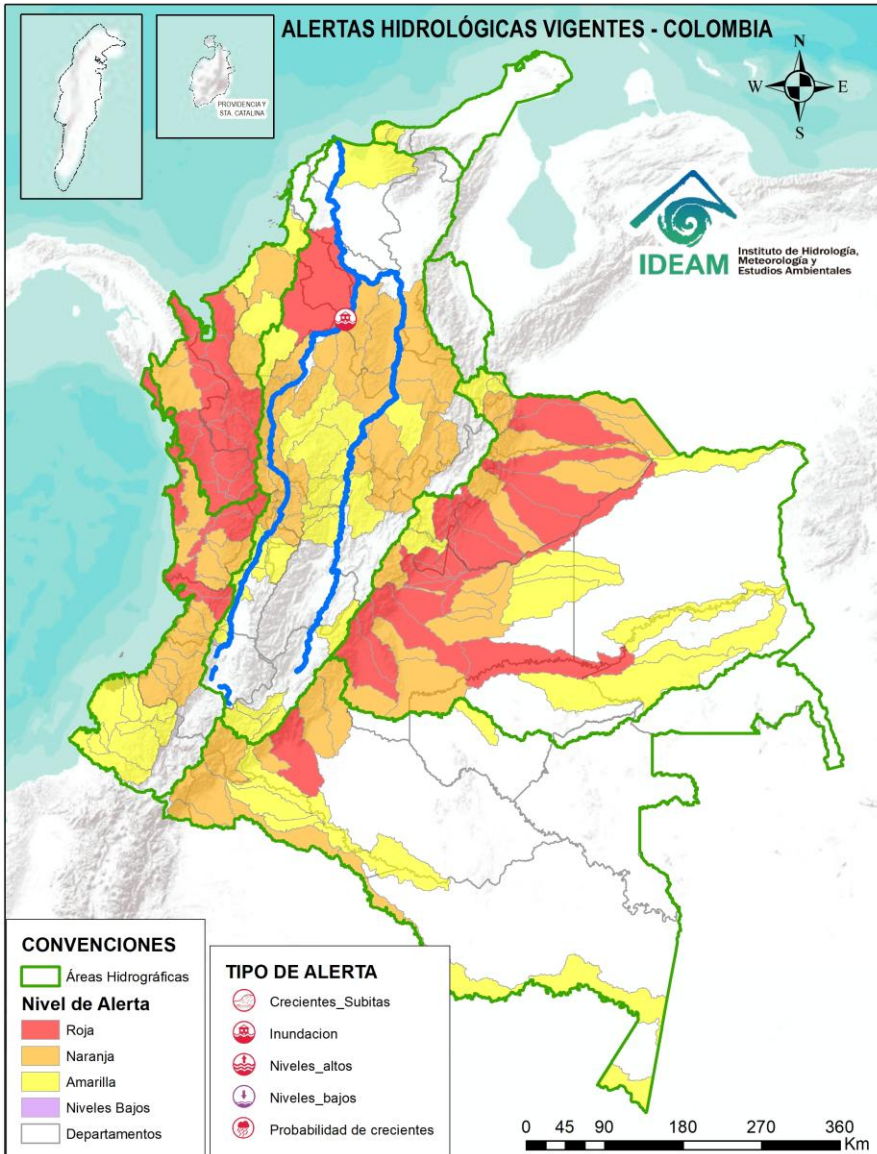 ALERTAS HIDROLÓGICAS VIGENTES - COLOMBIA
PROVIDENCIA Y
STA. CATALINA
N
W
E
S
IDEAM
Instituto de Hidrología,
Meteorología y
Estudios Ambientales
CONVENCIONES
Áreas Hidrográficas
Nivel de Alerta
Roja
Naranja
Amarilla
Niveles Bajos
Departamentos
TIPO DE ALERTA
Crecientes_Subitas
Inundacion
Niveles_altos
Niveles_bajos
Probabilidad de crecientes
0 45 90 180 270 360
Km